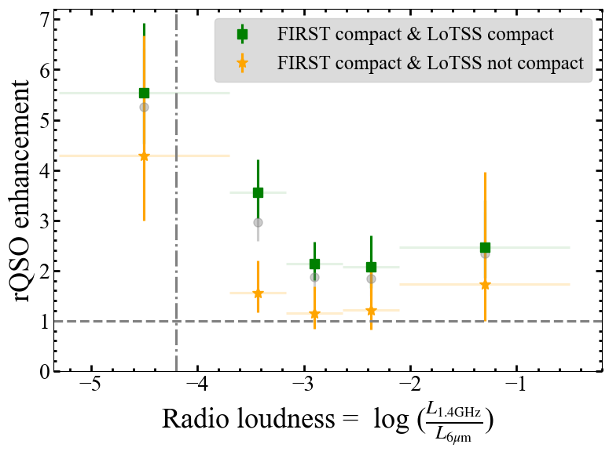 FIRST compact & LoTSS compact
FIRST compact & LoTSS not compact
rQSO enhancement
7
6
5
4
3
2
1
0
−5 −4 −3 −2 −1
Radio loudness = log (L1.4GHz/L6μm)